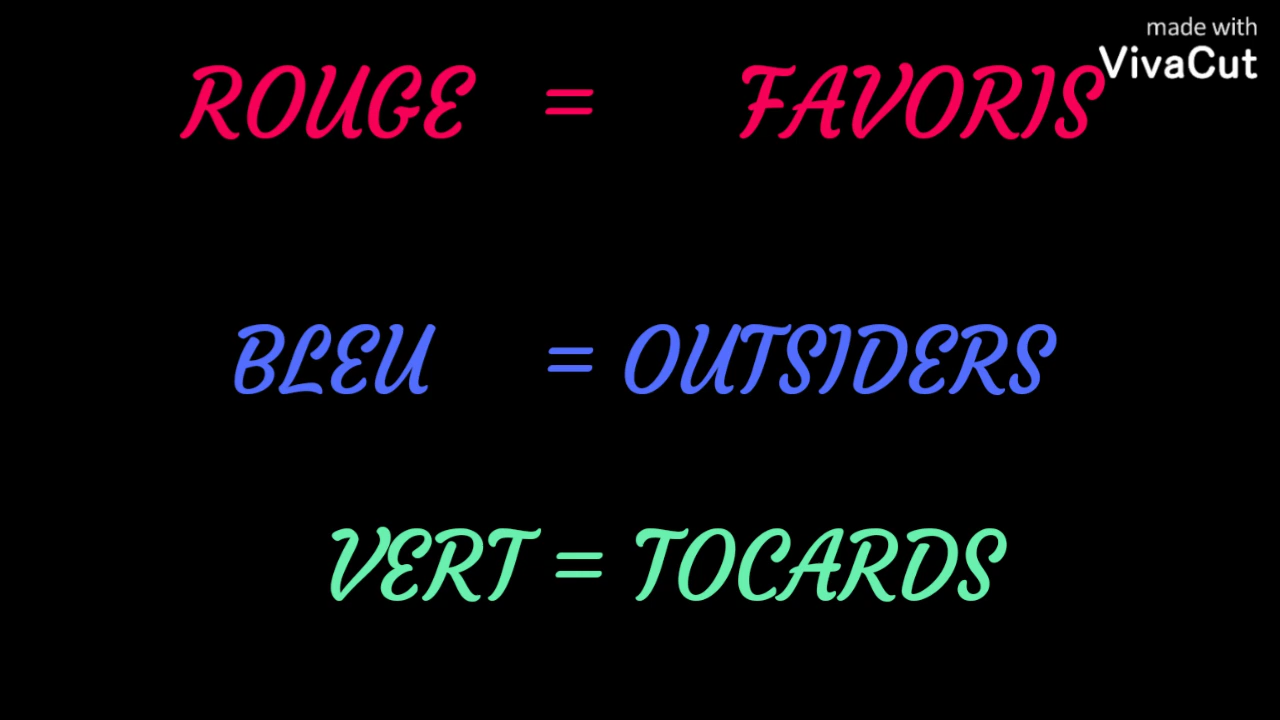 made with
VivaCut
ROUGE = FAVORIS
BLEU = OUTSIDERS
VERT = TOCARDS